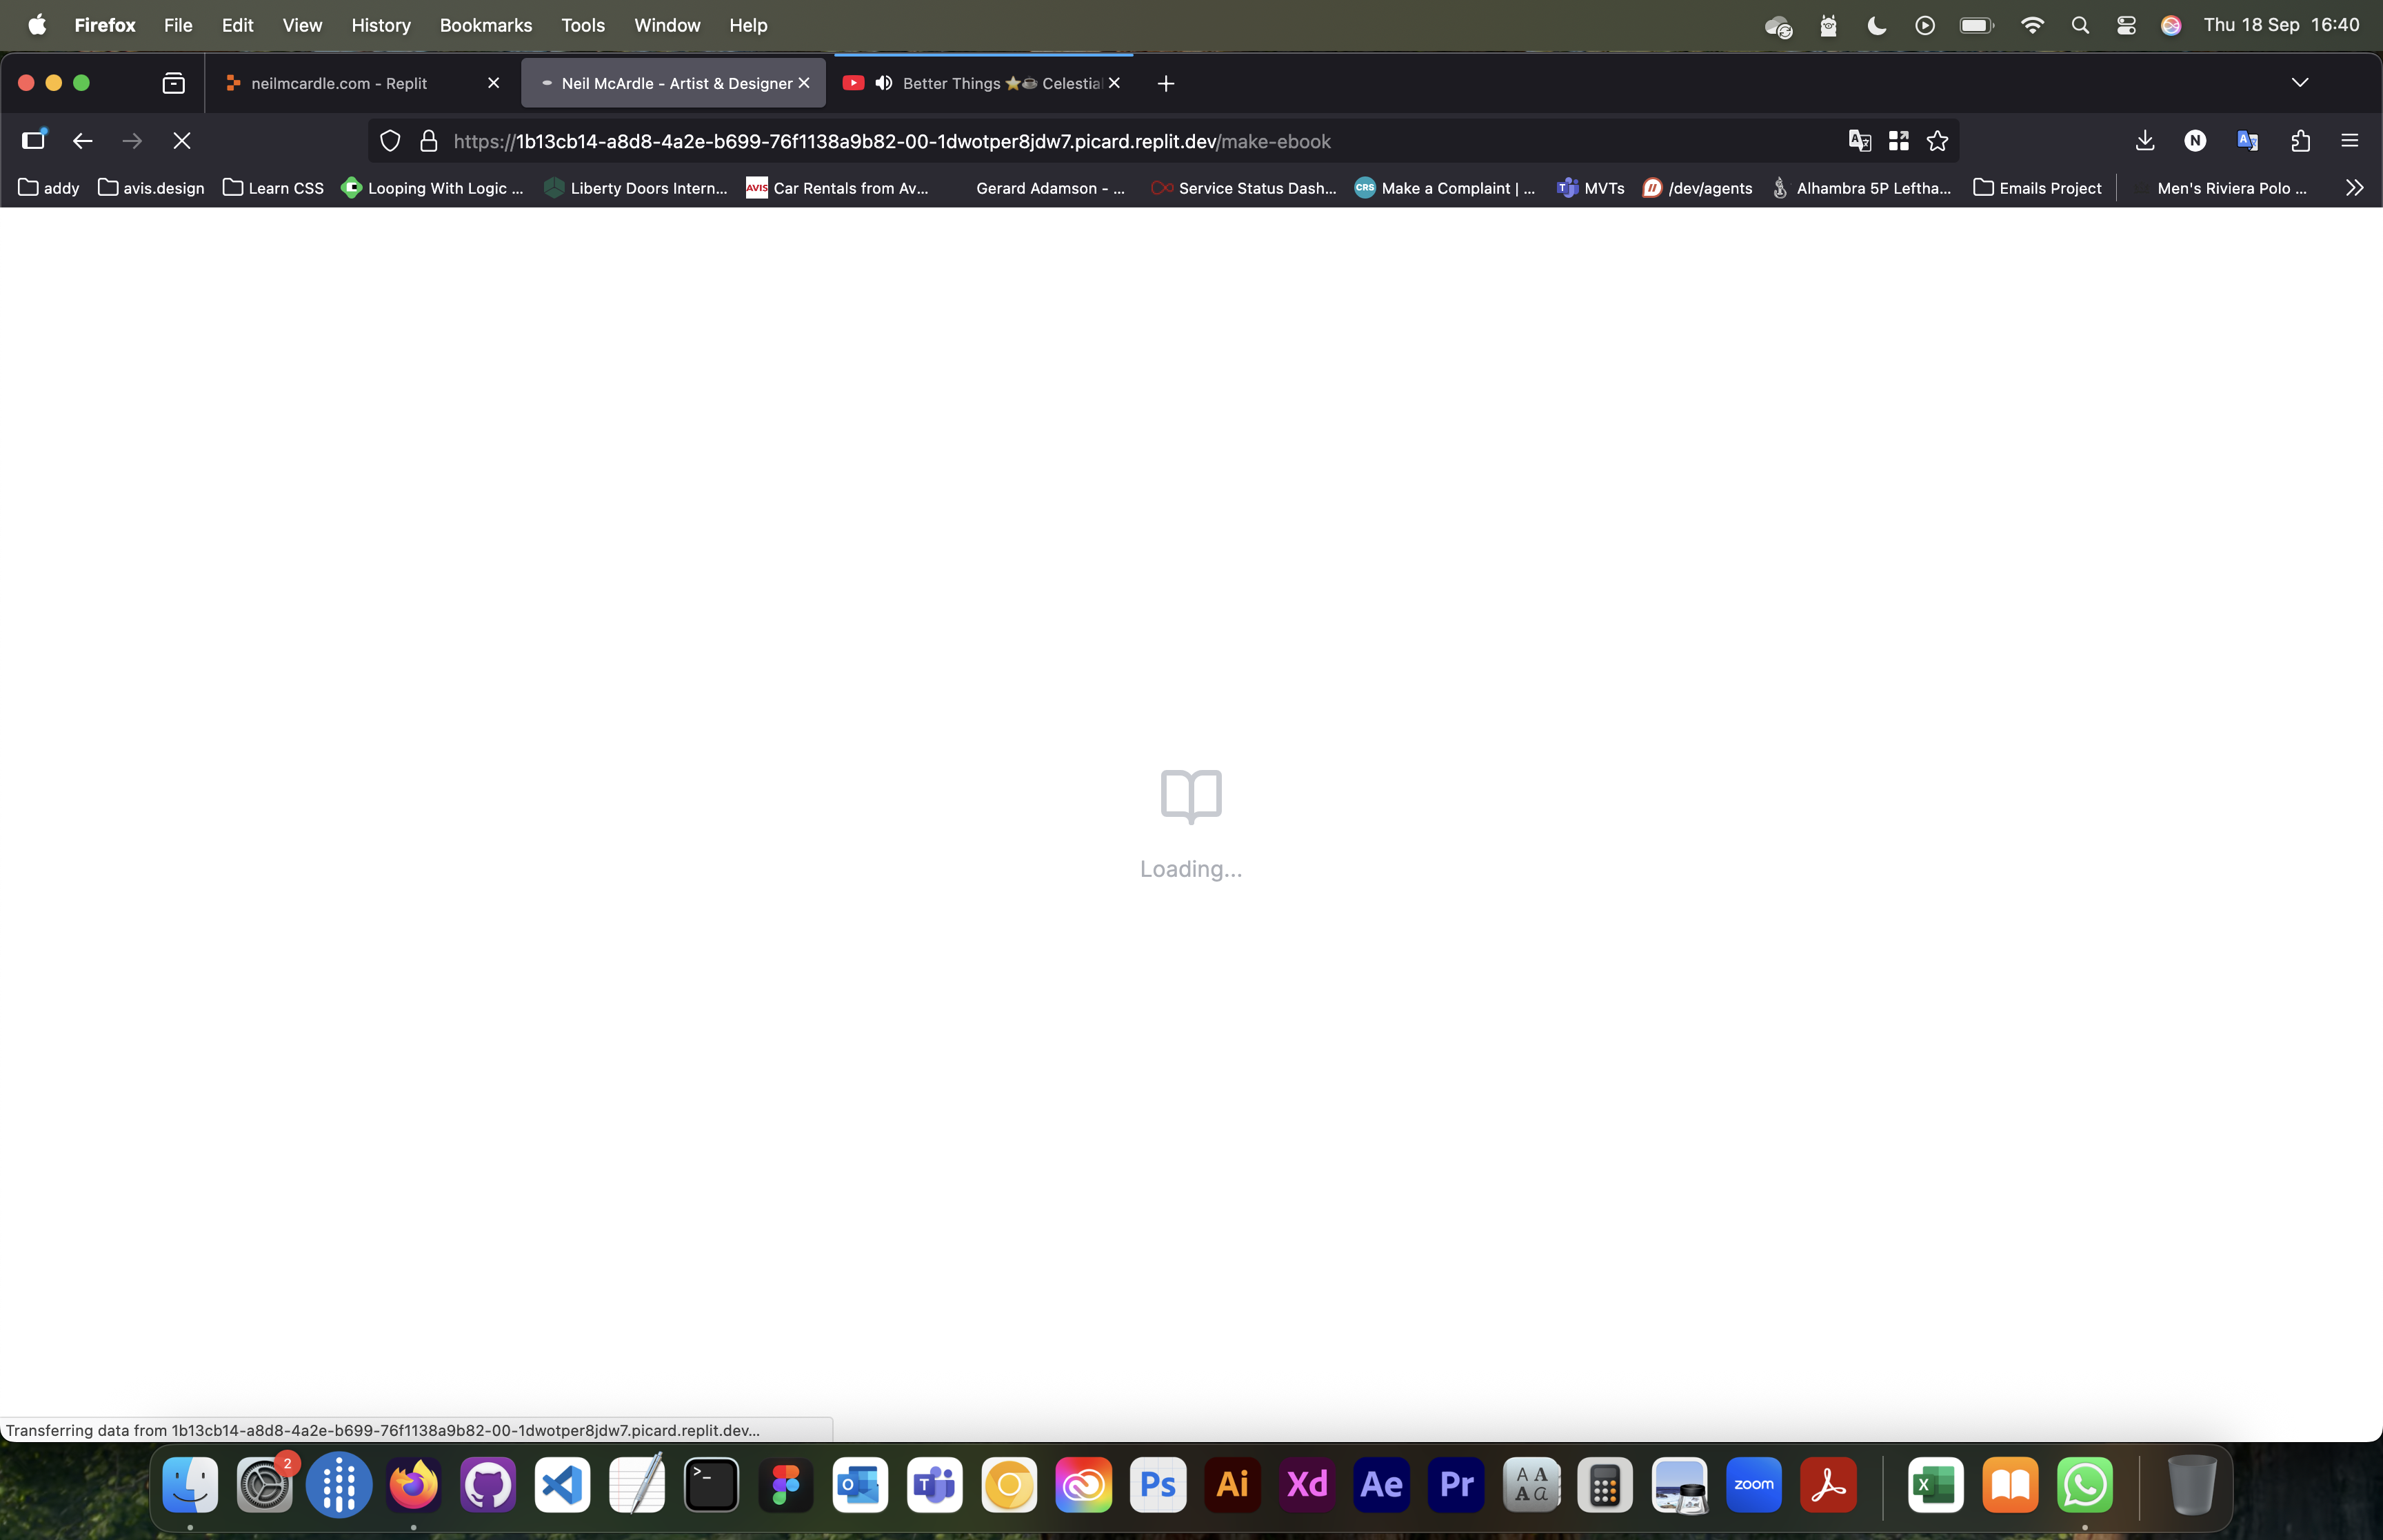 Firefox File Edit View History Bookmarks Tools Window Help Thu 18 Sep 16:40
neilmcardle.com - Replit Neil McArdle - Artist & Designer Better Things ⭐☕ Celestial
https://1b13cb14-a8d8-4a2e-b699-76f1138a9b82-00-1dwotper8jdw7.picard.replit.dev/make-ebook N
addy avis.design Learn CSS Looping With Logic ... Liberty Doors Intern... AVIS Car Rentals from Av... Gerard Adamson - ... Service Status Dash... CRS Make a Complaint | ... MVTs /dev/agents Alhambra 5P Leftha... Emails Project Men's Riviera Polo ...
Loading...
Transferring data from 1b13cb14-a8d8-4a2e-b699-76f1138a9b82-00-1dwotper8jdw7.picard.replit.dev...
2 >_ O T Ps Ai Xd Ae Pr A A A a zoom X